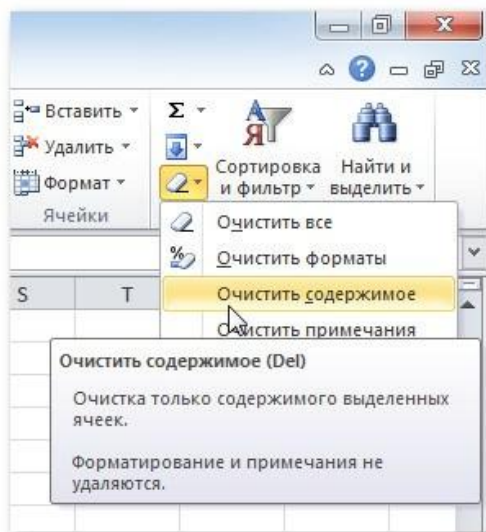 Вставить
Удалить
Формат
Ячейки
Σ
АЯ
Сортировка
и фильтр
Найти и
выделить
Очистить все
%
Очистить форматы
Очистить содержимое
Очистить примечания
S T
Очистить содержимое (Del)
Очистка только содержимого выделенных
ячеек.
Форматирование и примечания не
удаляются.